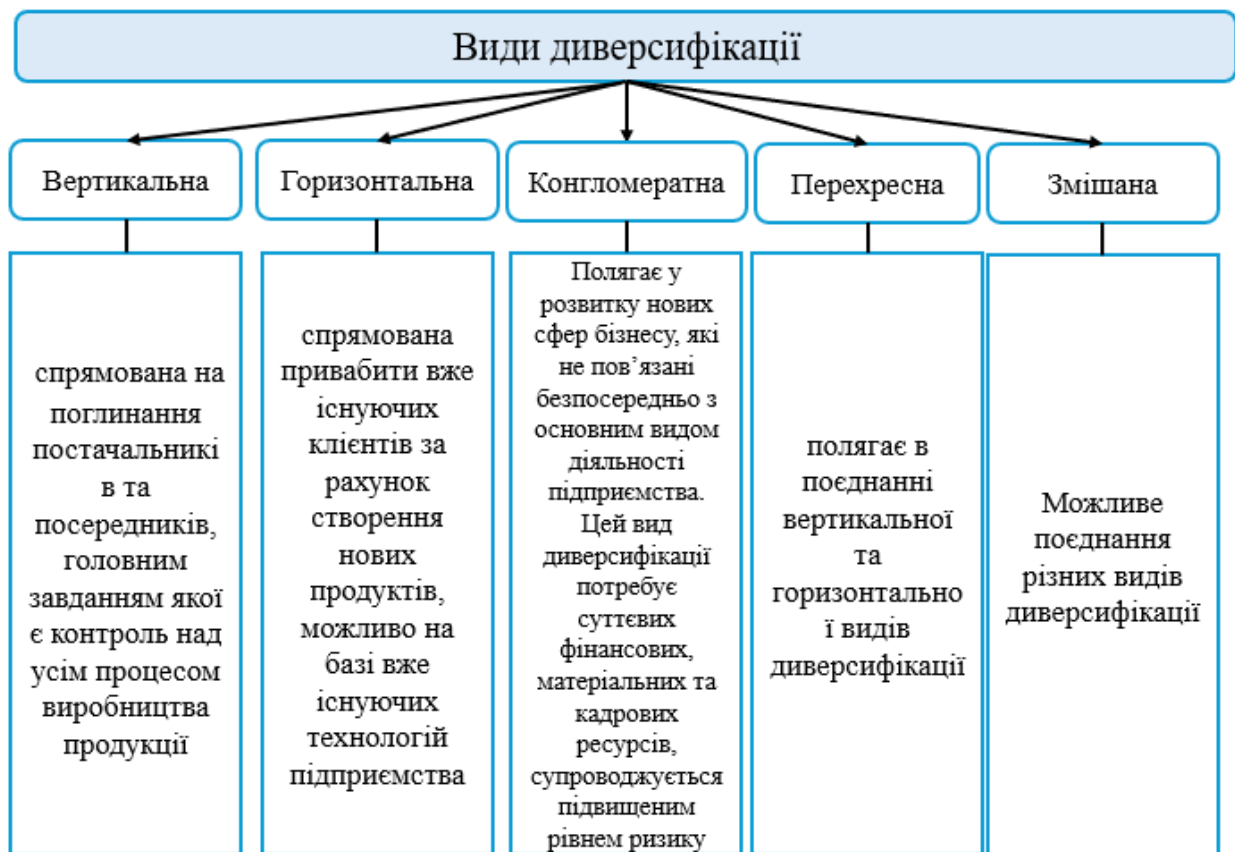 Види диверсифікації
Вертикальна
Горизонтальна
Конгломератна
Перехресна
Змішана
спрямована на
поглинання
постачальникі
в та
посередників,
головним
завданням якої
є контроль над
усім процесом
виробництва
продукції
спрямована
привабити вже
існуючих
клієнтів за
рахунок
створення
нових
продуктів,
можливо на
базі вже
існуючих
технологій
підприємства
Полягає у
розвитку нових
сфер бізнесу, які
не пов’язані
безпосередньо з
основним видом
діяльності
підприємства.
Цей вид
диверсифікації
потребує
суттєвих
фінансових,
матеріальних та
кадрових
ресурсів,
супроводжується
підвищеним
рівнем ризику
полягає в
поєднанні
вертикальної
та
горизонтально
ї видів
диверсифікації
Можливе
поєднання
різних видів
диверсифікації